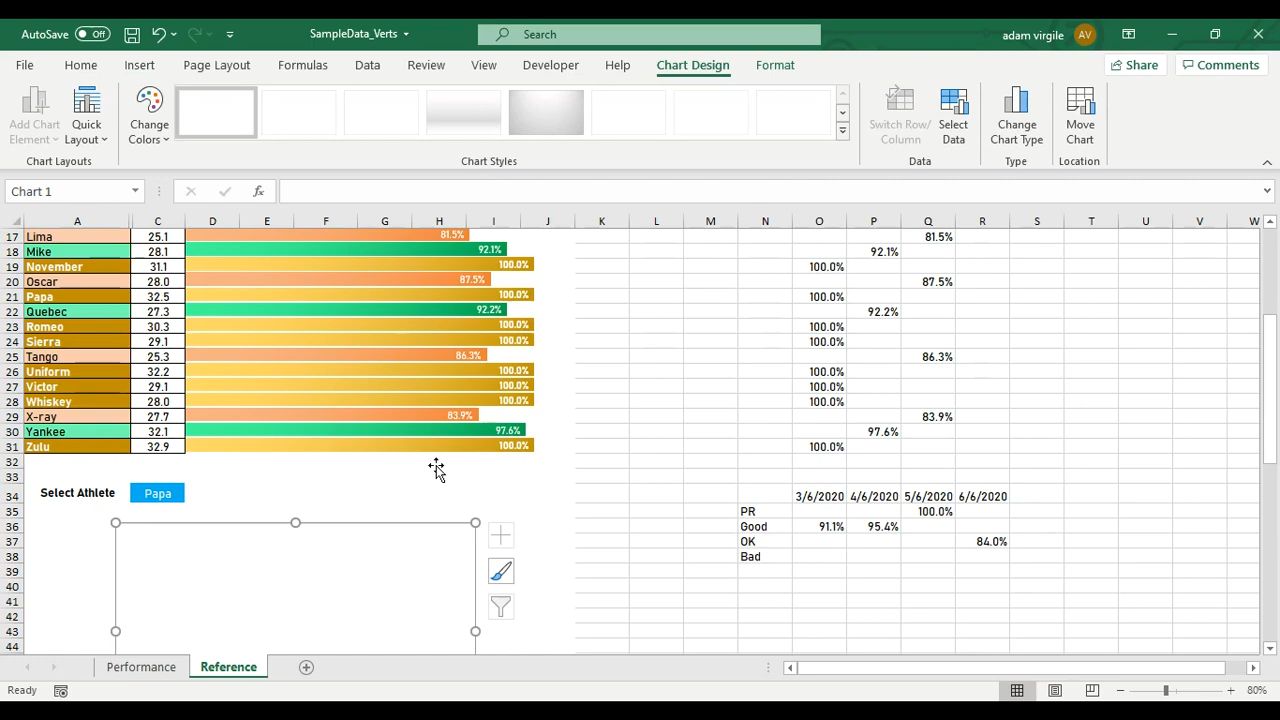 AutoSave Off SampleData_Verts Search adam virgile AV
File Home Insert Page Layout Formulas Data Review View Developer Help Chart Design Format Share Comments
Add Chart Element Quick Layout Change Colors Switch Row/ Column Select Data Change Chart Type Move Chart
Chart Layouts Chart Styles Data Type Location
Chart 1 fx
A C D E F G H I J K L M N O P Q R S T U V W
17 Lima 25.1 81.5% 81.5%
18 Mike 28.1 92.1% 92.1%
19 November 31.1 100.0% 100.0%
20 Oscar 28.0 87.5% 87.5%
21 Papa 32.5 100.0% 100.0%
22 Quebec 27.3 92.2% 92.2%
23 Romeo 30.3 100.0% 100.0%
24 Sierra 29.1 100.0% 100.0%
25 Tango 25.3 86.3% 86.3%
26 Uniform 32.2 100.0% 100.0%
27 Victor 29.1 100.0% 100.0%
28 Whiskey 28.0 100.0% 100.0%
29 X-ray 27.7 83.9% 83.9%
30 Yankee 32.1 97.6% 97.6%
31 Zulu 32.9 100.0% 100.0%
32
33
34 Select Athlete Papa 3/6/2020 4/6/2020 5/6/2020 6/6/2020
35 PR 100.0%
36 Good 91.1% 95.4%
37 OK 84.0%
38 Bad
39
40
41
42
43
44
Performance Reference
Ready 80%